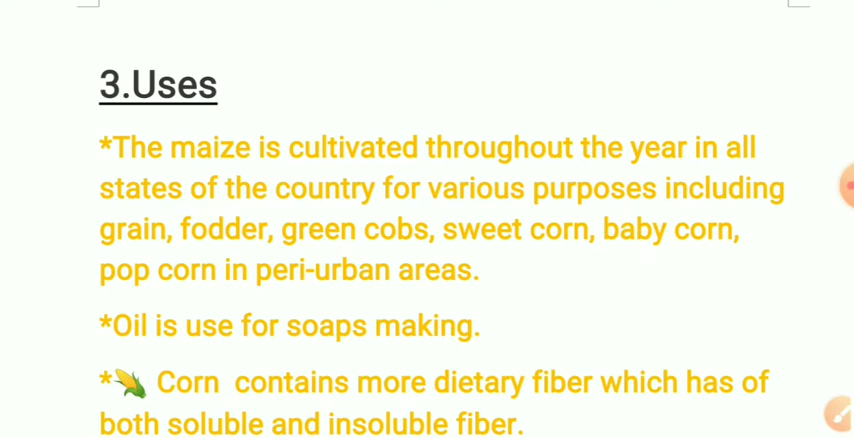 3.Uses
*The maize is cultivated throughout the year in all
states of the country for various purposes including
grain, fodder, green cobs, sweet corn, baby corn,
pop corn in peri-urban areas.
*Oil is use for soaps making.
*🌽 Corn contains more dietary fiber which has of
both soluble and insoluble fiber.